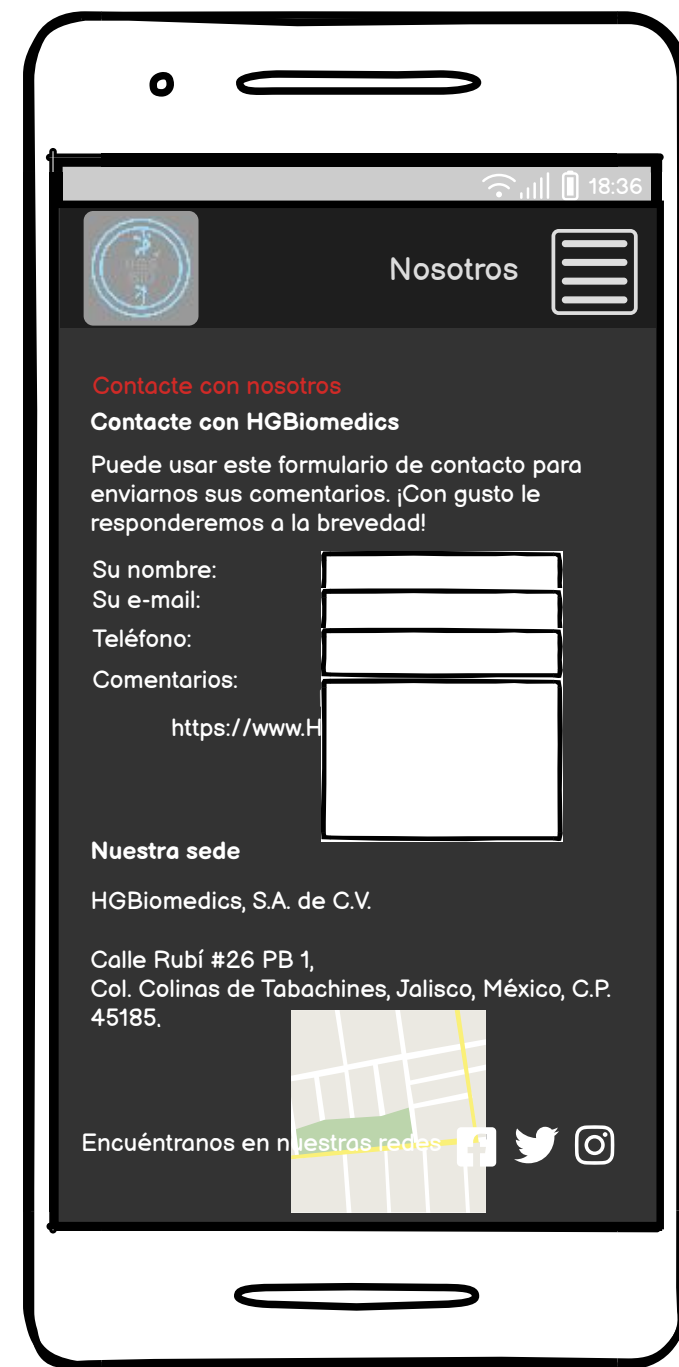 18:36
Nosotros
Contacte con nosotros
Contacte con HGBiomedics
Puede usar este formulario de contacto para
enviarnos sus comentarios. ¡Con gusto le
responderemos a la brevedad!
Su nombre:
Su e-mail:
Teléfono:
Comentarios:
https://www.H
Nuestra sede
HGBiomedics, S.A. de C.V.
Calle Rubí #26 PB 1,
Col. Colinas de Tabachines, Jalisco, México, C.P.
45185.
Encuéntranos en nuestras redes